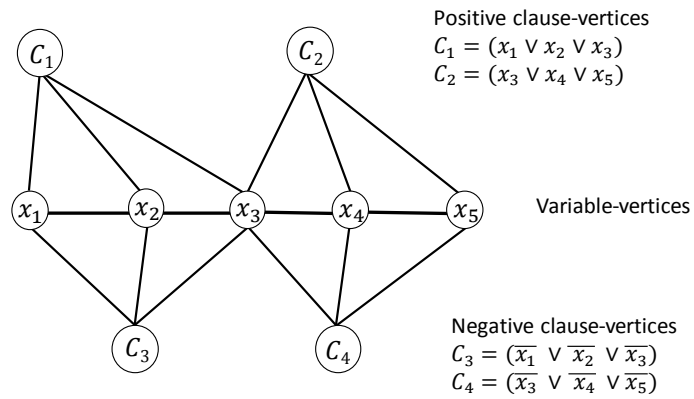 Positive clause-vertices
C₁ = (x₁ ∨ x₂ ∨ x₃)
C₂ = (x₃ ∨ x₄ ∨ x₅)
C₁
C₂
x₁
x₂
x₃
x₄
x₅
Variable-vertices
C₃
C₄
Negative clause-vertices
C₃ = (x̅₁ ∨ x̅₂ ∨ x̅₃)
C₄ = (x̅₃ ∨ x̅₄ ∨ x̅₅)